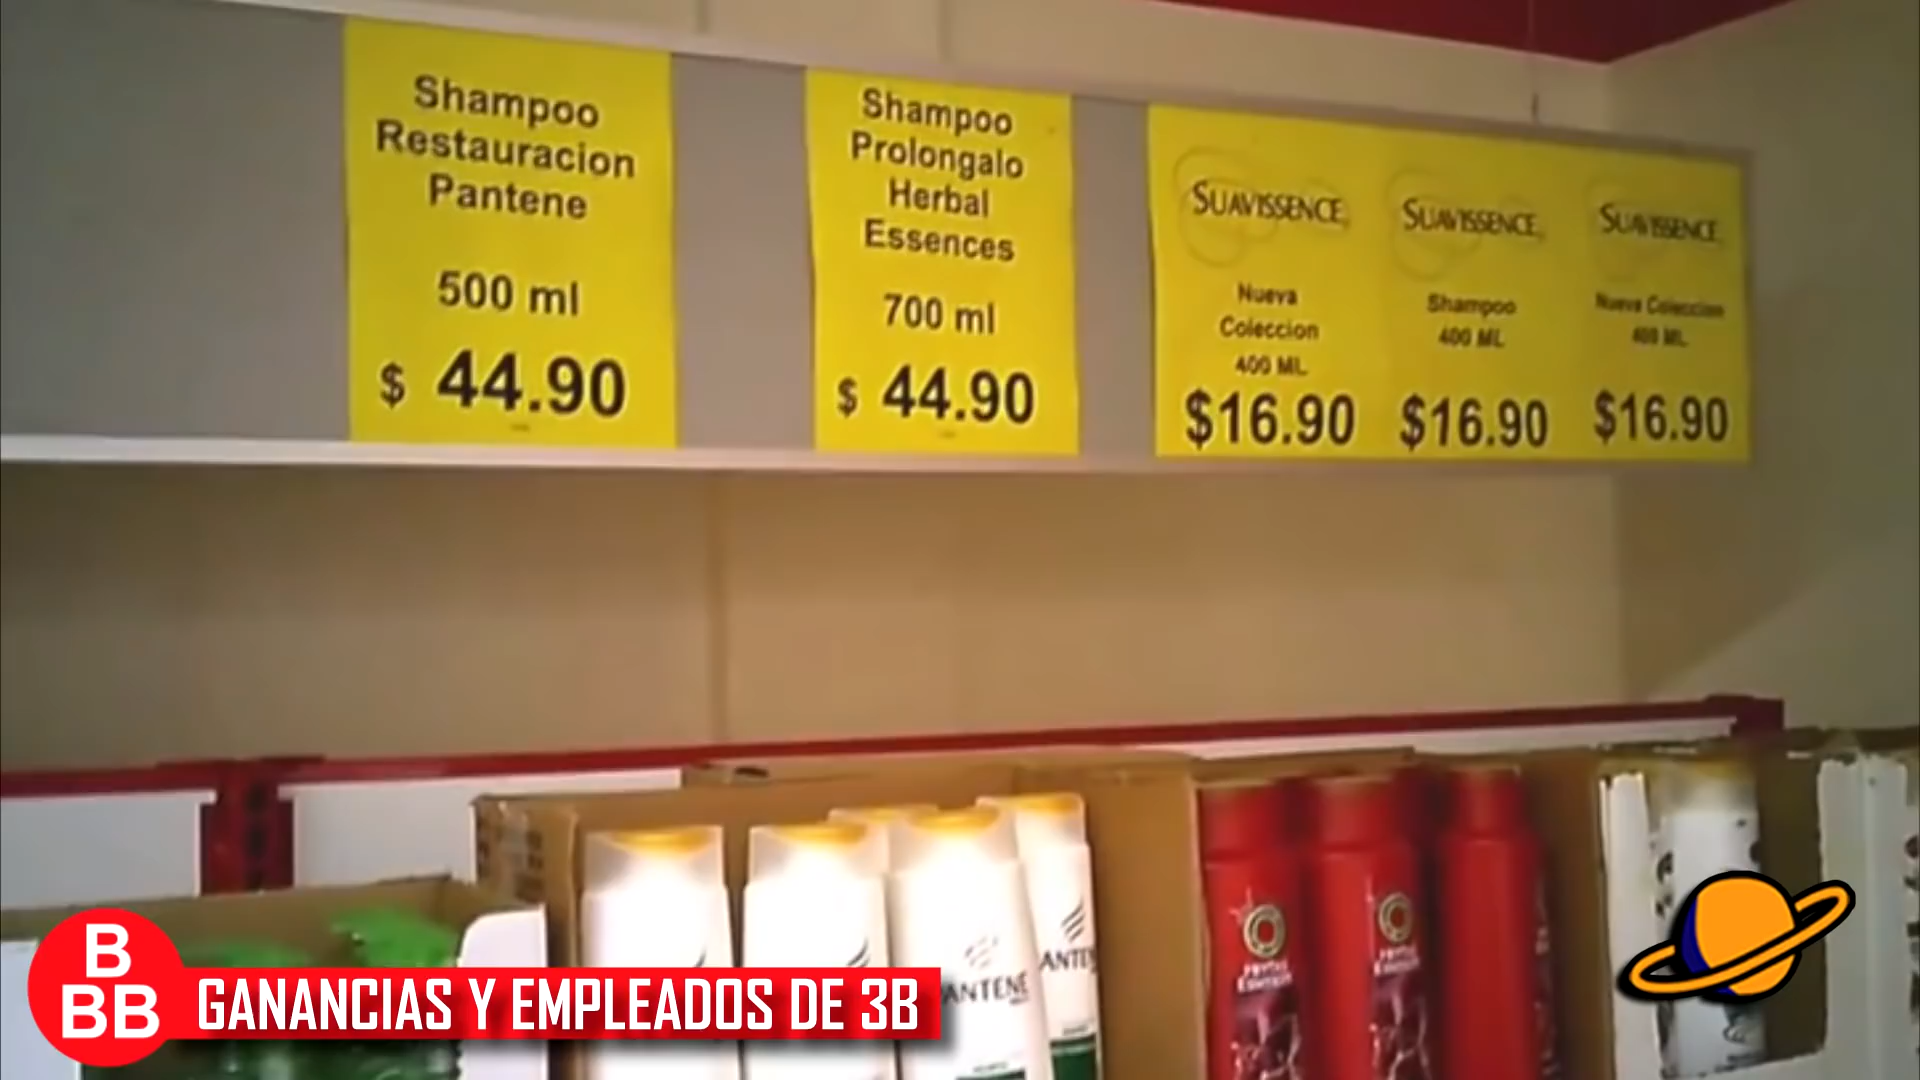 Shampoo
Restauracion
Pantene
500 ml
$ 44.90
Shampoo
Prolongalo
Herbal
Essences
700 ml
$ 44.90
SUAVISSENCE
Nueva
Coleccion
400 ML
$16.90
SUAVISSENCE
Shampoo
400 ML
$16.90
SUAVISSENCE
Nueva Coleccion
400 ML
$16.90
PANTENE
ANTE
B
BB
GANANCIAS Y EMPLEADOS DE 3B